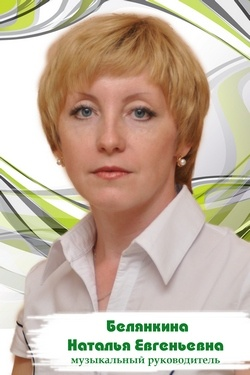 Белянкина
Наталья Евгеньевна
музыкальный руководитель